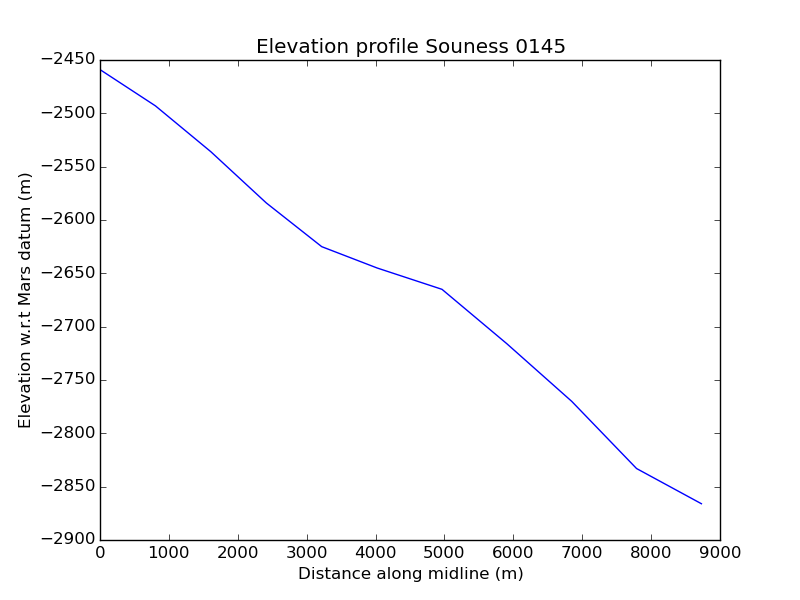 Elevation profile Souness 0145
Elevation w.r.t Mars datum (m)
−2450
−2500
−2550
−2600
−2650
−2700
−2750
−2800
−2850
−2900
0 1000 2000 3000 4000 5000 6000 7000 8000 9000
Distance along midline (m)